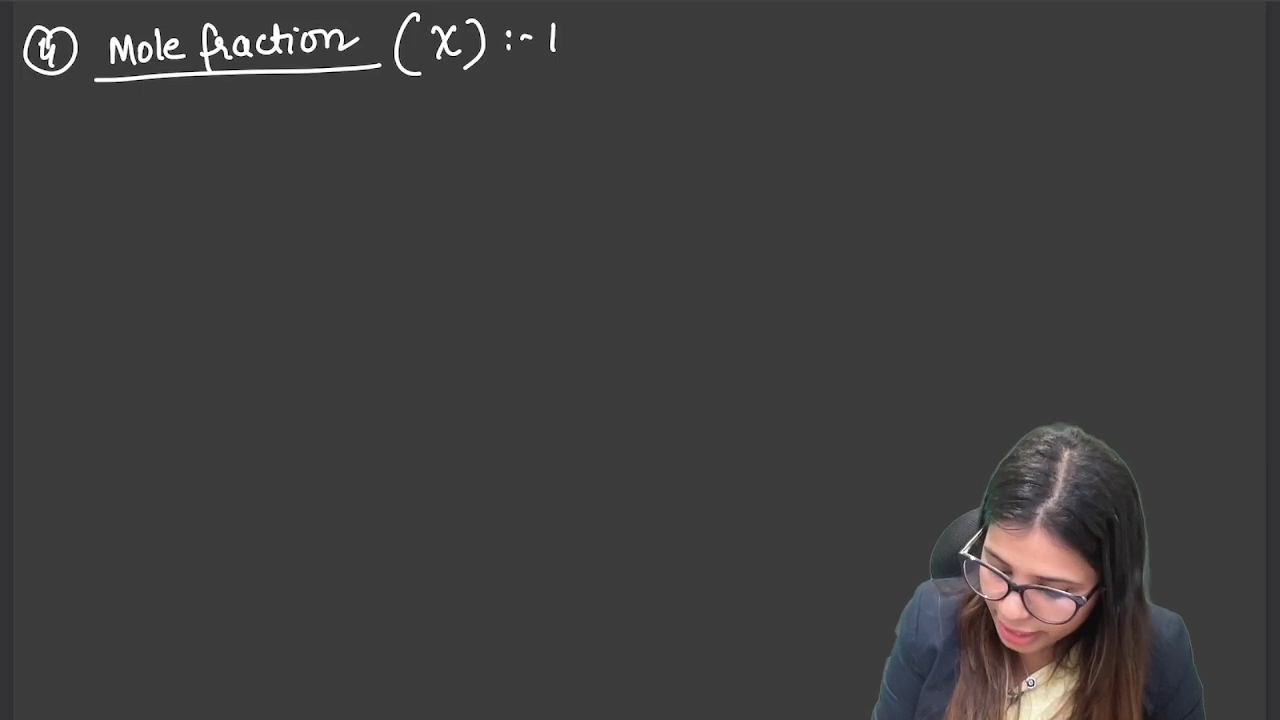 ④ Mole fraction (x) :- 1